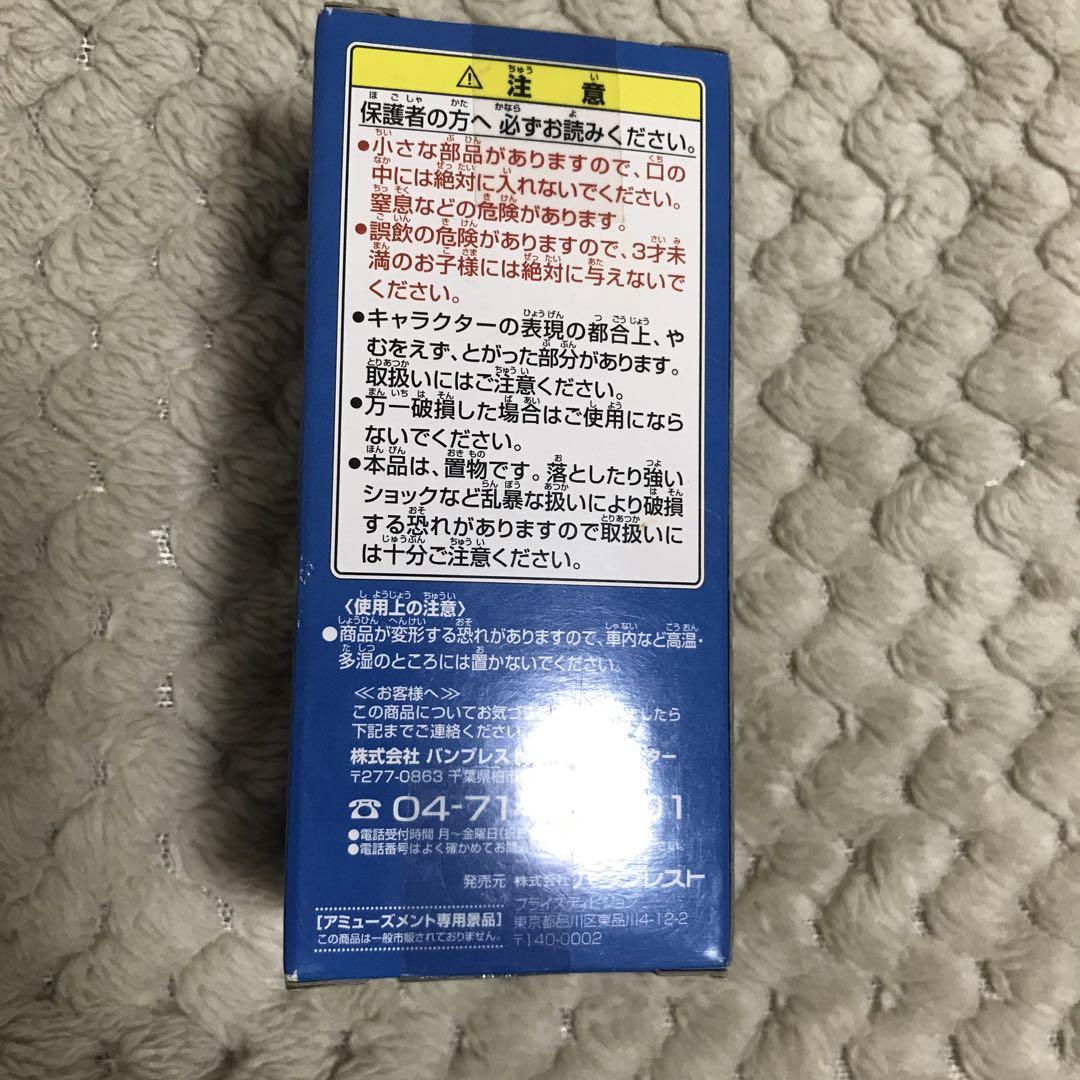 ⚠ 注意
保護者の方へ 必ずお読みください。
●小さな部品がありますので、口の
中には絶対に入れないでください。
窒息などの危険があります。
●誤飲の危険がありますので、3才未
満のお子様には絶対に与えないで
ください。
●キャラクターの表現の都合上、や
むをえず、とがった部分があります。
取扱いにはご注意ください。
●万一破損した場合はご使用になら
ないでください。
●本品は、置物です。落としたり強い
ショックなど乱暴な扱いにより破損
する恐れがありますので取扱いに
は十分ご注意ください。
〈使用上の注意〉
●商品が変形する恐れがありますので、車内など高温・
多湿のところには置かないでください。
≪お客様へ≫
この商品についてお気づ したら
下記までご連絡ください
株式会社 バンプレス ター
〒277-0863 千葉県柏市
☎ 04-71 01
●電話受付時間 月〜金曜日(祝
●電話番号はよく確かめてお間 さい。
発売元 株式会社バンプレスト
プライズディビジョン
[アミューズメント専用景品] 東京都品川区東品川4-12-2
この商品は一般市販されておりません。 〒140-0002